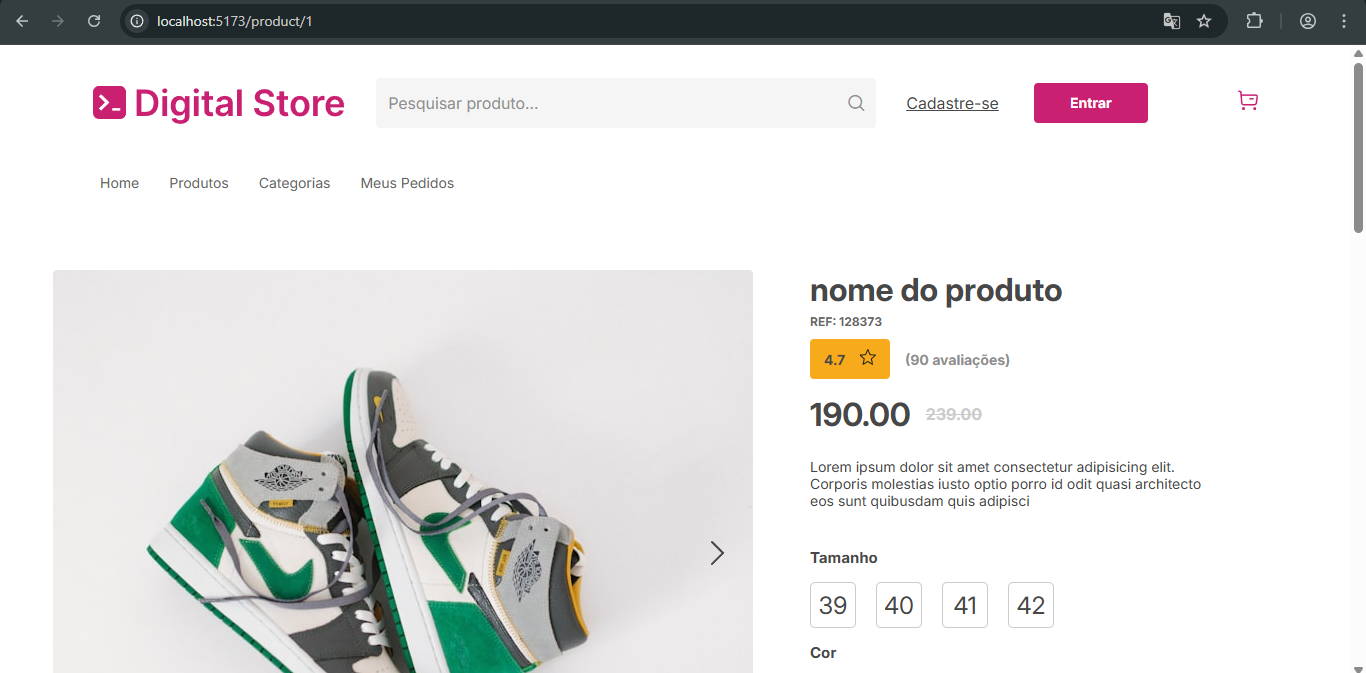 localhost:5173/product/1
Digital Store
Pesquisar produto...
Cadastre-se
Entrar
Home
Produtos
Categorias
Meus Pedidos
nome do produto
REF: 128373
4.7
(90 avaliações)
190.00 239.00
Lorem ipsum dolor sit amet consectetur adipisicing elit.
Corporis molestias iusto optio porro id odit quasi architecto
eos sunt quibusdam quis adipisci
Tamanho
39 40 41 42
Cor